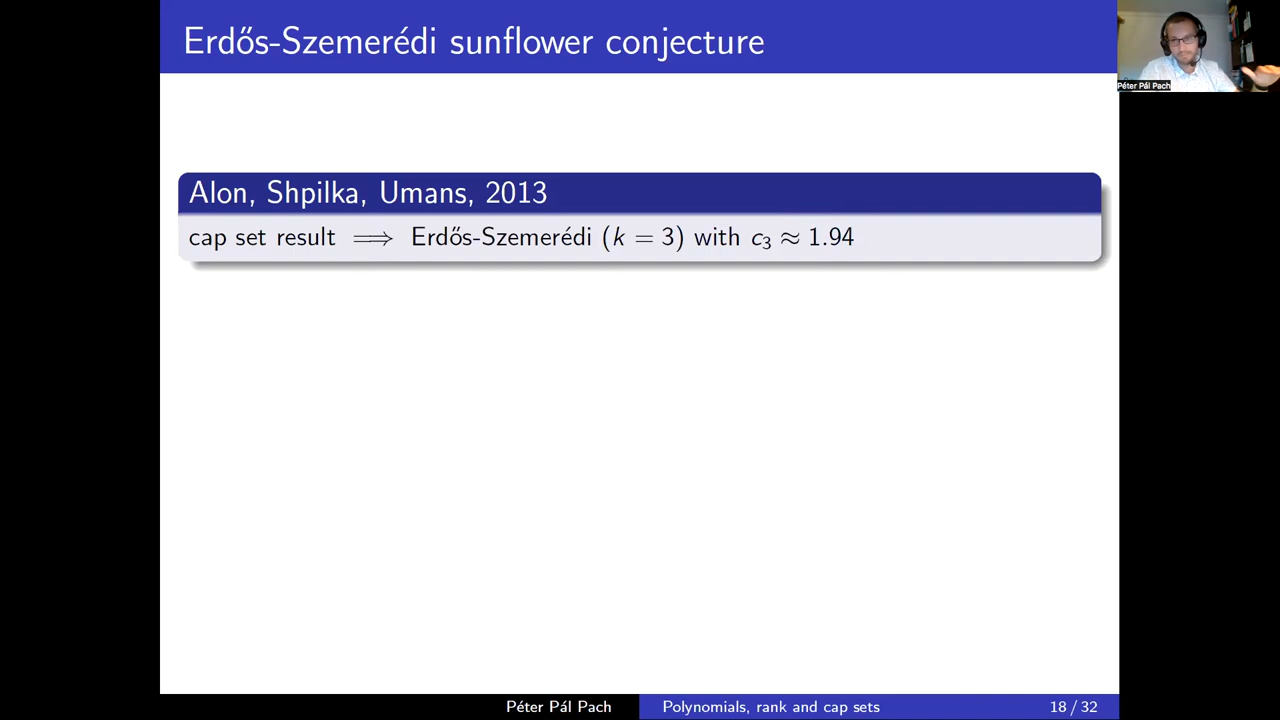 Erdős-Szemerédi sunflower conjecture
Péter Pál Pach
Alon, Shpilka, Umans, 2013
cap set result ⟹ Erdős-Szemerédi (k = 3) with c₃ ≈ 1.94
Péter Pál Pach
Polynomials, rank and cap sets
18 / 32